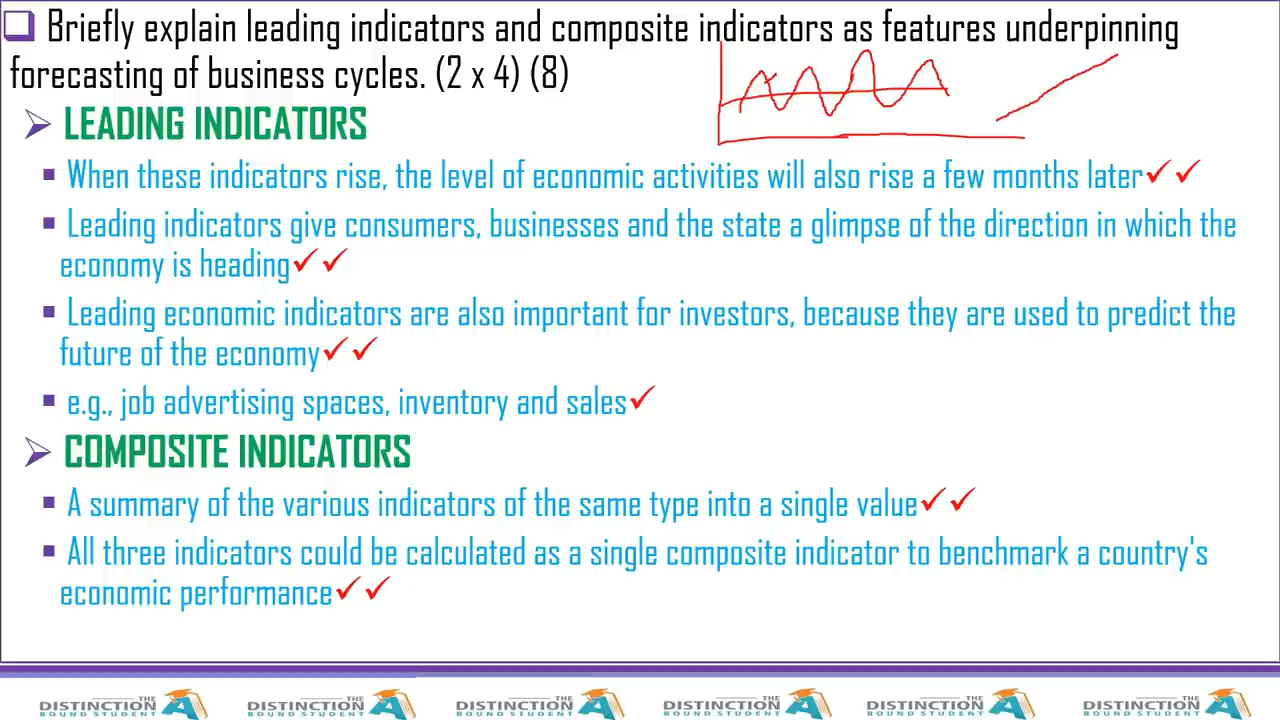 Briefly explain leading indicators and composite indicators as features underpinning
forecasting of business cycles. (2 x 4) (8)
LEADING INDICATORS
When these indicators rise, the level of economic activities will also rise a few months later
Leading indicators give consumers, businesses and the state a glimpse of the direction in which the
economy is heading
Leading economic indicators are also important for investors, because they are used to predict the
future of the economy
e.g., job advertising spaces, inventory and sales
COMPOSITE INDICATORS
A summary of the various indicators of the same type into a single value
All three indicators could be calculated as a single composite indicator to benchmark a country's
economic performance
THE DISTINCTION BOUND STUDENT A
THE DISTINCTION BOUND STUDENT A
THE DISTINCTION BOUND STUDENT A
THE DISTINCTION BOUND STUDENT A
THE DISTINCTION BOUND STUDENT A
THE DISTINCTION BOUND STUDENT A